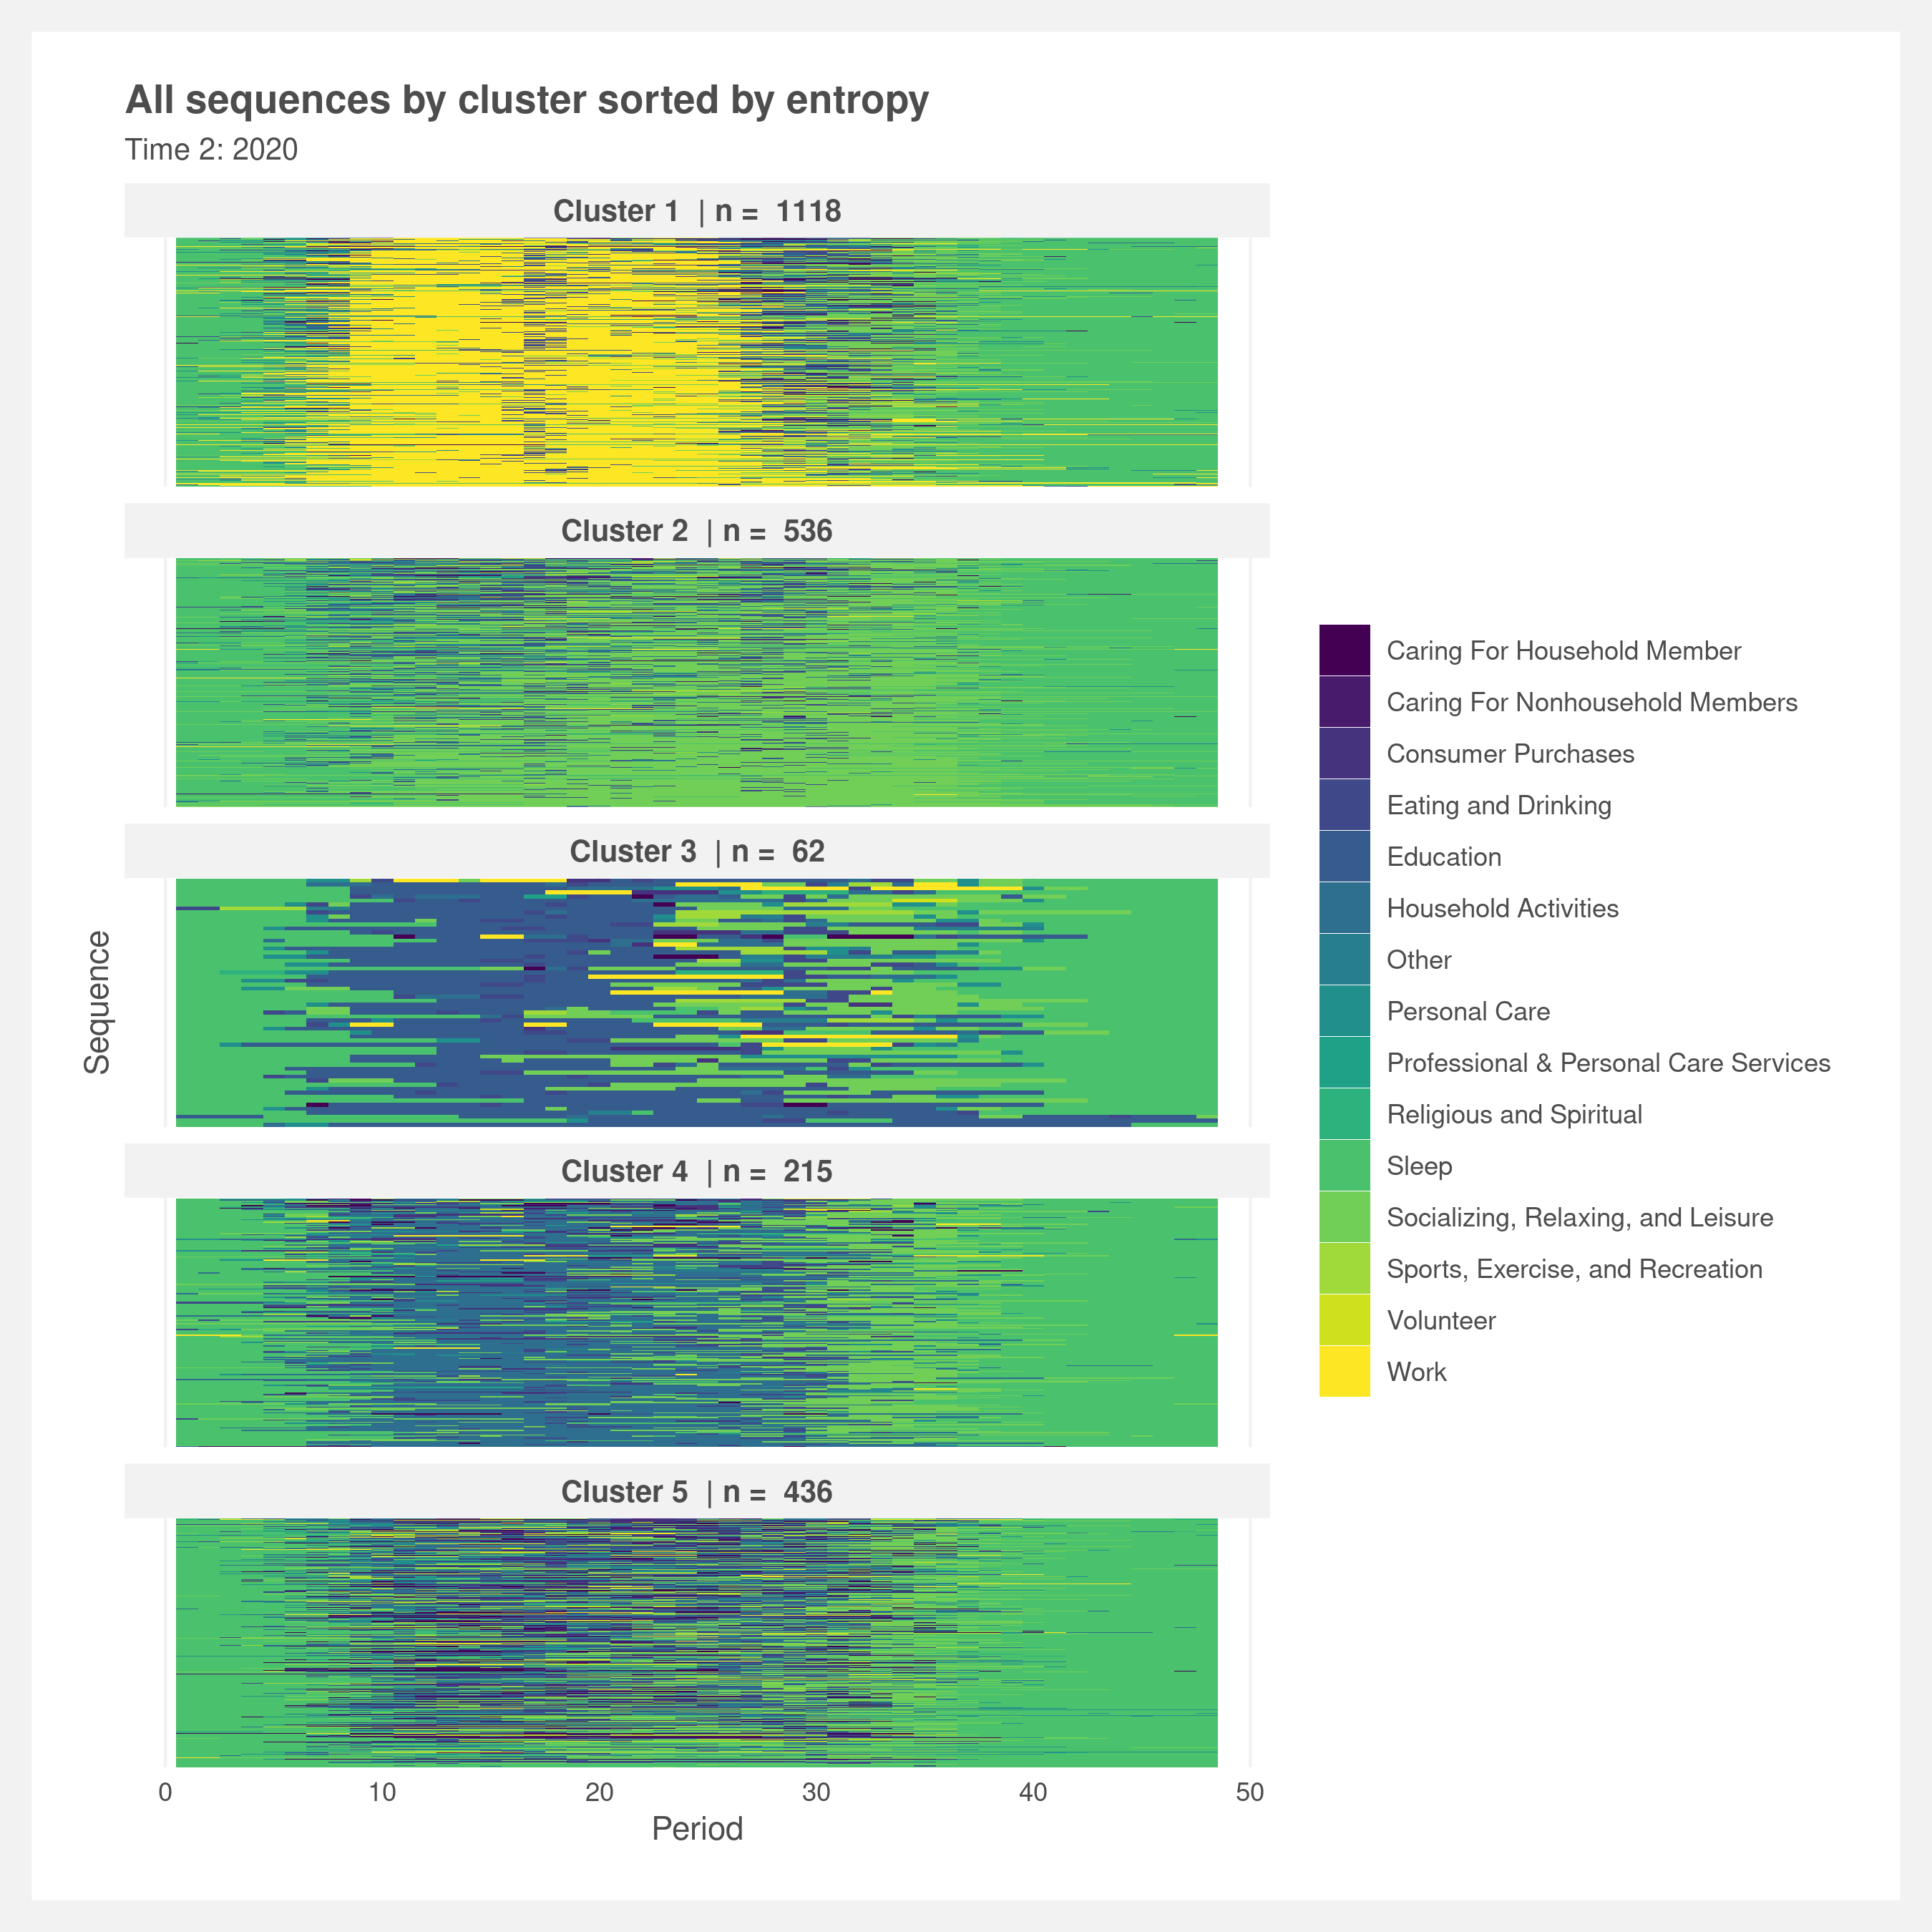 All sequences by cluster sorted by entropy
Time 2: 2020
Cluster 1 | n = 1118
Cluster 2 | n = 536
Cluster 3 | n = 62
Cluster 4 | n = 215
Cluster 5 | n = 436
Sequence
0 10 20 30 40 50
Period
Caring For Household Member
Caring For Nonhousehold Members
Consumer Purchases
Eating and Drinking
Education
Household Activities
Other
Personal Care
Professional & Personal Care Services
Religious and Spiritual
Sleep
Socializing, Relaxing, and Leisure
Sports, Exercise, and Recreation
Volunteer
Work